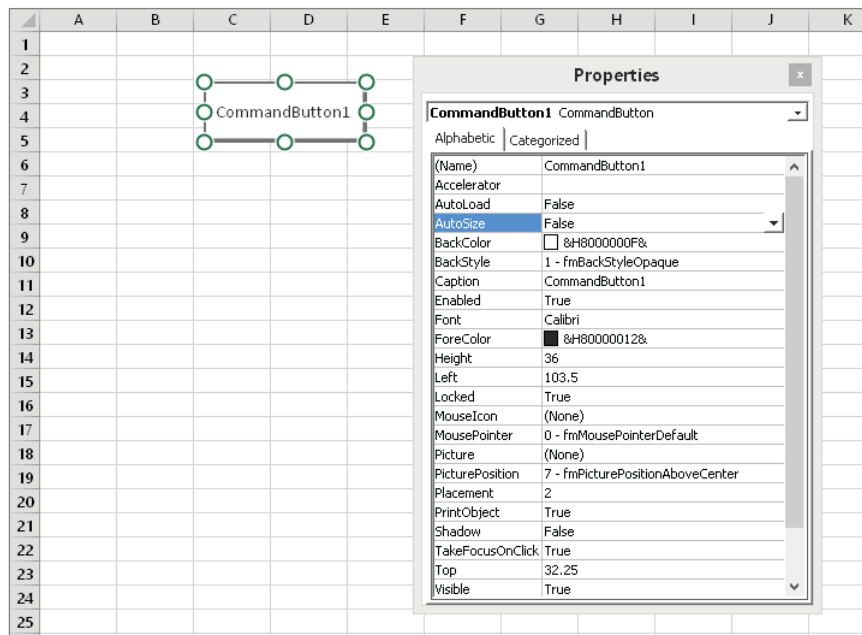 A B C D E F G H I J K
1
2
3
4
5
6
7
8
9
10
11
12
13
14
15
16
17
18
19
20
21
22
23
24
25
CommandButton1
Properties
x
CommandButton1 CommandButton
Alphabetic Categorized
(Name) CommandButton1
Accelerator
AutoLoad False
AutoSize False
BackColor &H8000000F&
BackStyle 1 - fmBackStyleOpaque
Caption CommandButton1
Enabled True
Font Calibri
ForeColor &H80000012&
Height 36
Left 103.5
Locked True
MouseIcon (None)
MousePointer 0 - fmMousePointerDefault
Picture (None)
PicturePosition 7 - fmPicturePositionAboveCenter
Placement 2
PrintObject True
Shadow False
TakeFocusOnClick True
Top 32.25
Visible True